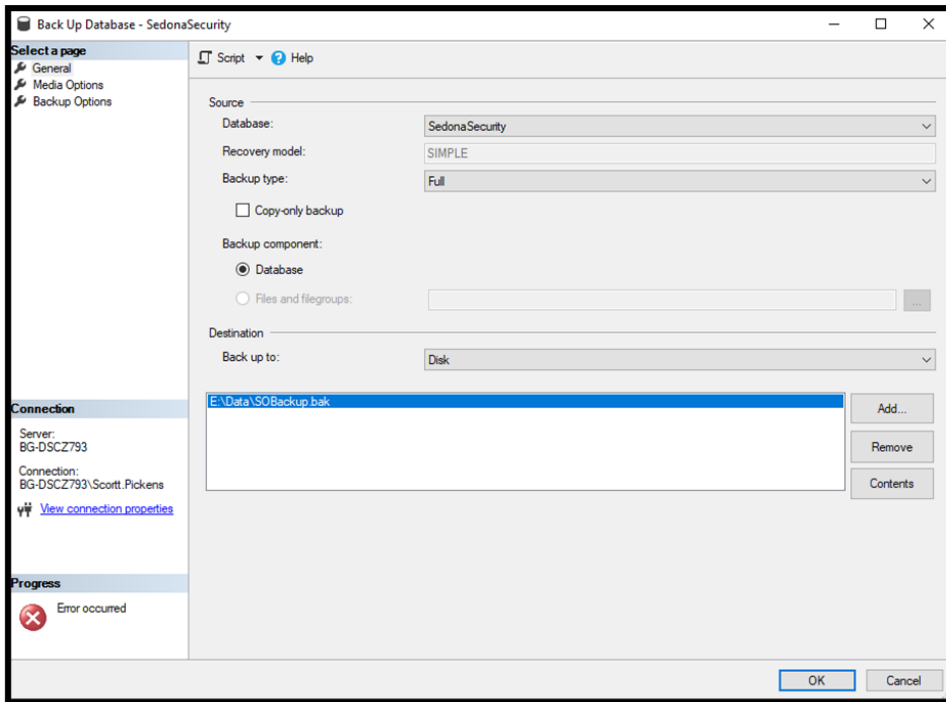 Back Up Database - SedonaSecurity
Select a page
General
Media Options
Backup Options
Script Help
Source
Database: SedonaSecurity
Recovery model: SIMPLE
Backup type: Full
Copy-only backup
Backup component:
Database
Files and filegroups: ...
Destination
Back up to: Disk
E:\Data\SOBackup.bak
Add...
Remove
Contents
Connection
Server:
BG-DSCZ793
Connection:
BG-DSCZ793\Scortt.Pickens
View connection properties
Progress
Error occurred
OK Cancel